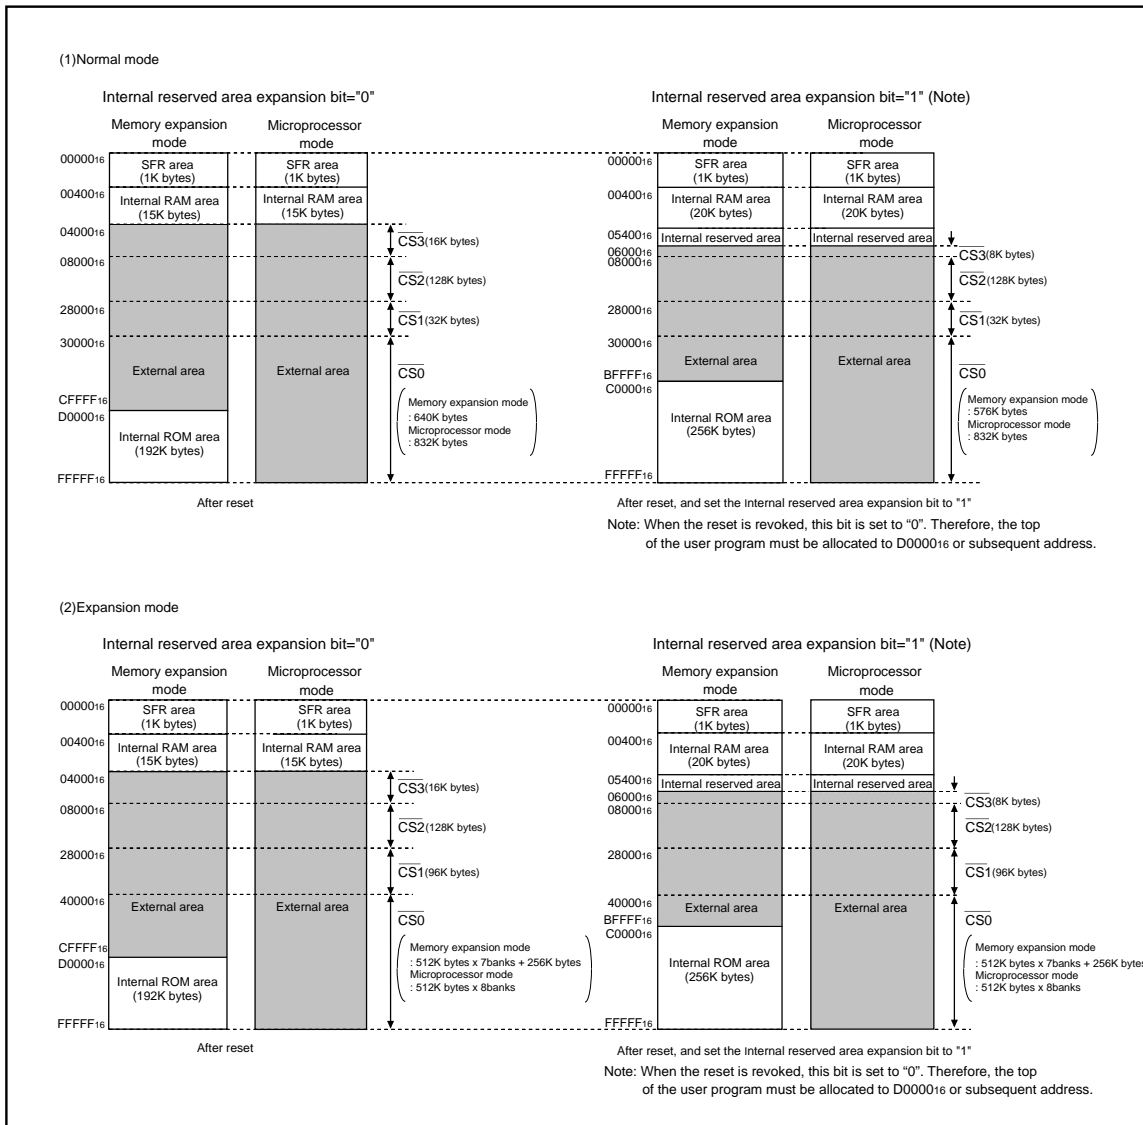 (1)Normal mode
Internal reserved area expansion bit="0"
Memory expansion mode
Microprocessor mode
0000016
SFR area
(1K bytes)
SFR area
(1K bytes)
0040016
Internal RAM area
(15K bytes)
Internal RAM area
(15K bytes)
0400016
CS3(16K bytes)
0800016
CS2(128K bytes)
2800016
CS1(32K bytes)
3000016
External area
External area
CS0
CFFFF16
Memory expansion mode
: 640K bytes
Microprocessor mode
: 832K bytes
D000016
Internal ROM area
(192K bytes)
FFFFF16
After reset
Internal reserved area expansion bit="1" (Note)
Memory expansion mode
Microprocessor mode
0000016
SFR area
(1K bytes)
SFR area
(1K bytes)
0040016
Internal RAM area
(20K bytes)
Internal RAM area
(20K bytes)
0540016
Internal reserved area
Internal reserved area
0600016
CS3(8K bytes)
0800016
CS2(128K bytes)
2800016
CS1(32K bytes)
3000016
External area
External area
CS0
BFFFF16
C000016
Memory expansion mode
: 576K bytes
Microprocessor mode
: 832K bytes
Internal ROM area
(256K bytes)
FFFFF16
After reset, and set the Internal reserved area expansion bit to "1"
Note: When the reset is revoked, this bit is set to “0”. Therefore, the top
of the user program must be allocated to D000016 or subsequent address.
(2)Expansion mode
Internal reserved area expansion bit="0"
Memory expansion mode
Microprocessor mode
0000016
SFR area
(1K bytes)
SFR area
(1K bytes)
0040016
Internal RAM area
(15K bytes)
Internal RAM area
(15K bytes)
0400016
CS3(16K bytes)
0800016
CS2(128K bytes)
2800016
CS1(96K bytes)
4000016
External area
External area
CS0
CFFFF16
D000016
Memory expansion mode
: 512K bytes x 7banks + 256K bytes
Microprocessor mode
: 512K bytes x 8banks
Internal ROM area
(192K bytes)
FFFFF16
After reset
Internal reserved area expansion bit="1" (Note)
Memory expansion mode
Microprocessor mode
0000016
SFR area
(1K bytes)
SFR area
(1K bytes)
0040016
Internal RAM area
(20K bytes)
Internal RAM area
(20K bytes)
0540016
Internal reserved area
Internal reserved area
0600016
CS3(8K bytes)
0800016
CS2(128K bytes)
2800016
CS1(96K bytes)
4000016
External area
External area
CS0
BFFFF16
C000016
Memory expansion mode
: 512K bytes x 7banks + 256K bytes
Microprocessor mode
: 512K bytes x 8banks
Internal ROM area
(256K bytes)
FFFFF16
After reset, and set the Internal reserved area expansion bit to "1"
Note: When the reset is revoked, this bit is set to “0”. Therefore, the top
of the user program must be allocated to D000016 or subsequent address.